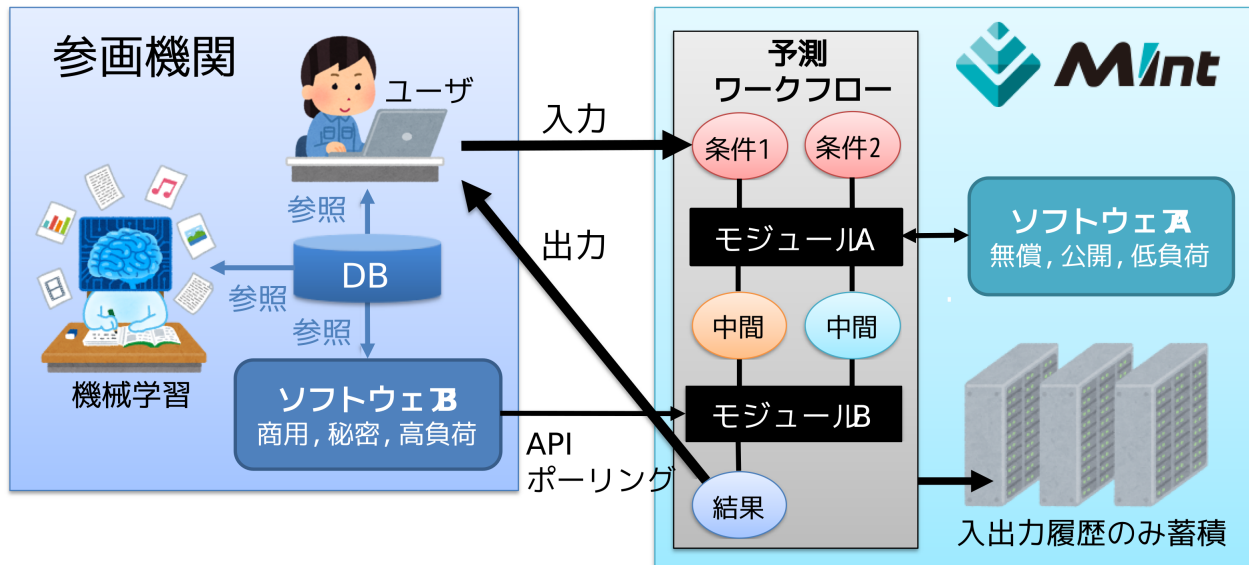 参画機関
ユーザ
参照
DB
参照
参照
機械学習
ソフトウェアB
商用, 秘密, 高負荷
入力
出力
API
ポーリング
予測
ワークフロー
条件1
条件2
モジュールA
中間
中間
モジュールB
結果
MInt
ソフトウェアA
無償, 公開, 低負荷
入出力履歴のみ蓄積